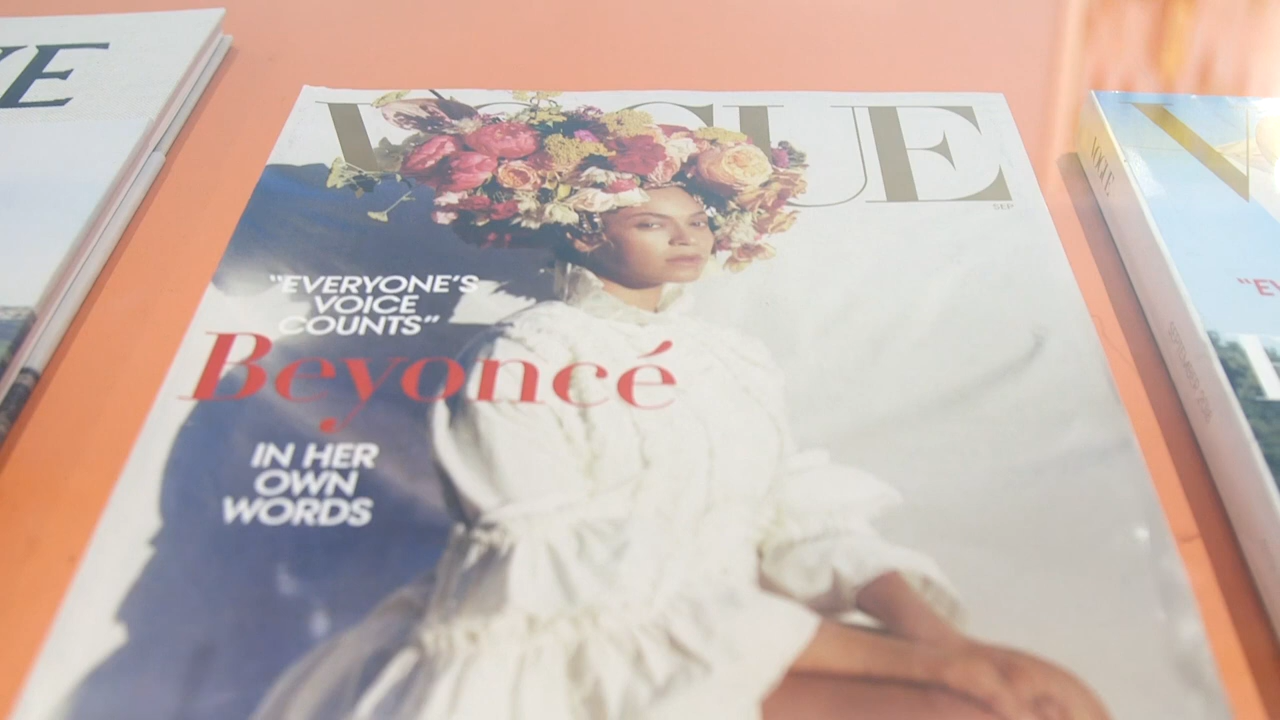 VOGUE
SEP
“EVERYONE’S
VOICE
COUNTS”
Beyoncé
IN HER
OWN
WORDS
VOGUE